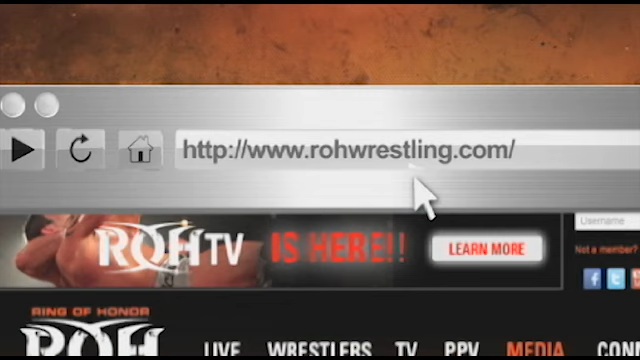 http://www.rohwrestling.com/
Username
ROH TV IS HERE!! LEARN MORE
Not a member?
RING OF HONOR
ROH
LIVE WRESTLERS TV PPV MEDIA